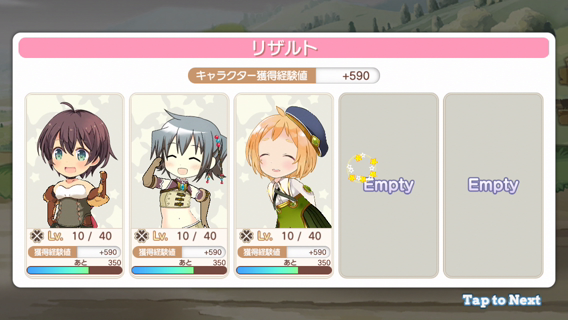 リザルト
キャラクター獲得経験値 +590
Lv. 10 / 40
獲得経験値 +590
あと 350
Lv. 10 / 40
獲得経験値 +590
あと 350
Lv. 10 / 40
獲得経験値 +590
あと 350
Empty
Empty
Tap to Next